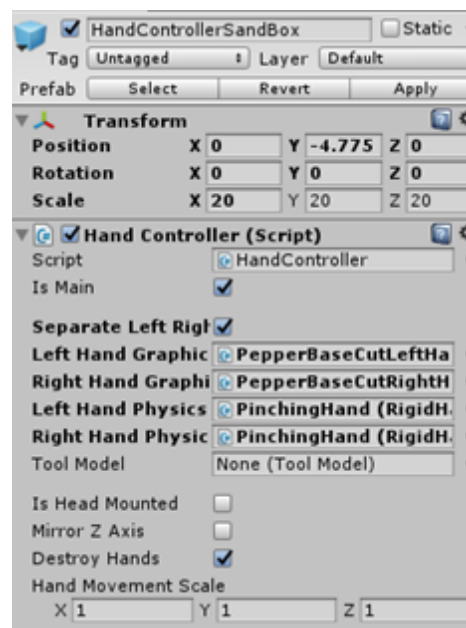 HandControllerSandBox Static
Tag Untagged Layer Default
Prefab Select Revert Apply
Transform
Position X 0 Y -4.775 Z 0
Rotation X 0 Y 0 Z 0
Scale X 20 Y 20 Z 20
Hand Controller (Script)
Script HandController
Is Main
Separate Left Righ
Left Hand Graphic PepperBaseCutLeftHa
Right Hand Graphi PepperBaseCutRightH
Left Hand Physics PinchingHand (RigidH
Right Hand Physic PinchingHand (RigidH
Tool Model None (Tool Model)
Is Head Mounted
Mirror Z Axis
Destroy Hands
Hand Movement Scale
X 1 Y 1 Z 1